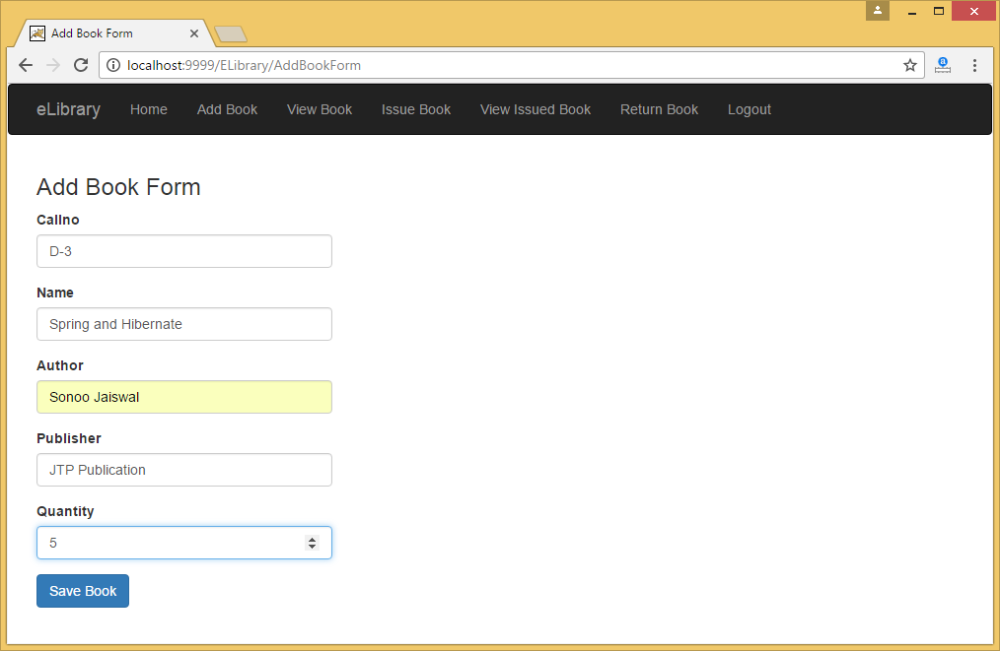 Add Book Form
localhost:9999/ELibrary/AddBookForm
eLibrary Home Add Book View Book Issue Book View Issued Book Return Book Logout
Add Book Form
Callno
D-3
Name
Spring and Hibernate
Author
Sonoo Jaiswal
Publisher
JTP Publication
Quantity
5
Save Book